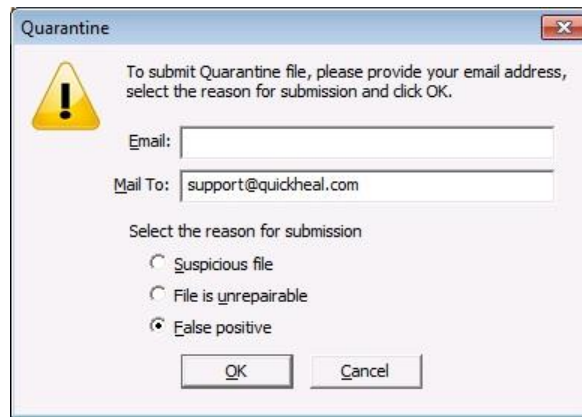 Quarantine
To submit Quarantine file, please provide your email address,
select the reason for submission and click OK.
Email:
Mail To: support@quickheal.com
Select the reason for submission
Suspicious file
File is unrepairable
False positive
OK Cancel